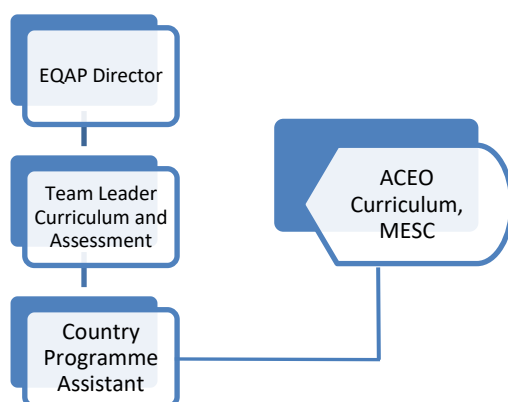 EQAP Director
Team Leader
Curriculum and
Assessment
Country
Programme
Assistant
ACEO
Curriculum,
MESC